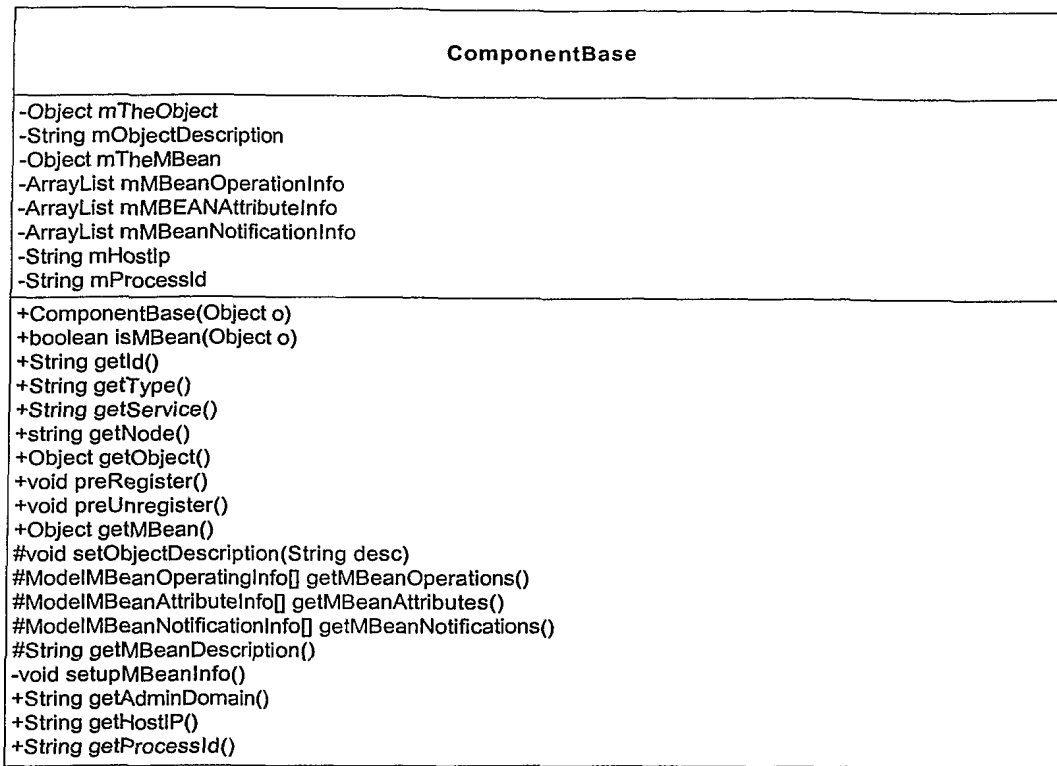 ComponentBase
-Object mTheObject
-String mObjectDescription
-Object mTheMBean
-ArrayList mMBeanOperationInfo
-ArrayList mMBEANAttributeInfo
-ArrayList mMBeanNotificationInfo
-String mHostIp
-String mProcessId
+ComponentBase(Object o)
+boolean isMBean(Object o)
+String getId()
+String getType()
+String getService()
+string getNode()
+Object getObject()
+void preRegister()
+void preUnregister()
+Object getMBean()
#void setObjectDescription(String desc)
#ModelMBeanOperatingInfo[] getMBeanOperations()
#ModelMBeanAttributeInfo[] getMBeanAttributes()
#ModelMBeanNotificationInfo[] getMBeanNotifications()
#String getMBeanDescription()
-void setupMBeanInfo()
+String getAdminDomain()
+String getHostIP()
+String getProcessId()